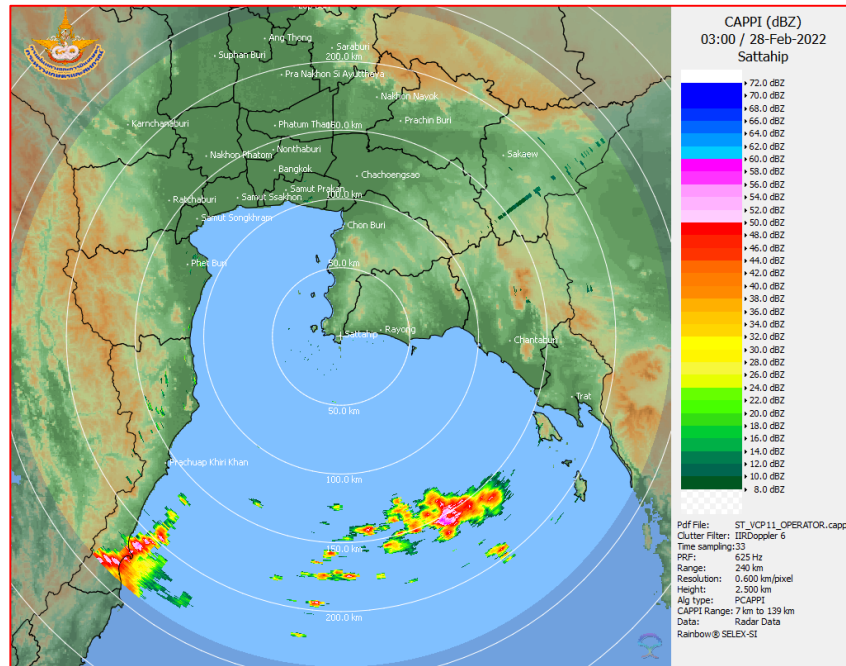 CAPPI (dBZ)
03:00 / 28-Feb-2022
Sattahip
72.0 dBZ
70.0 dBZ
68.0 dBZ
66.0 dBZ
64.0 dBZ
62.0 dBZ
60.0 dBZ
58.0 dBZ
56.0 dBZ
54.0 dBZ
52.0 dBZ
50.0 dBZ
48.0 dBZ
46.0 dBZ
44.0 dBZ
42.0 dBZ
40.0 dBZ
38.0 dBZ
36.0 dBZ
34.0 dBZ
32.0 dBZ
30.0 dBZ
28.0 dBZ
26.0 dBZ
24.0 dBZ
22.0 dBZ
20.0 dBZ
18.0 dBZ
16.0 dBZ
14.0 dBZ
12.0 dBZ
10.0 dBZ
8.0 dBZ
Pdf File: ST_VCP11_OPERATOR.capp
Clutter Filter: IIRDoppler 6
Time sampling:33
PRF: 625 Hz
Range: 240 km
Resolution: 0.600 km/pixel
Height: 2.500 km
Alg type: PCAPPI
CAPPI Range: 7 km to 139 km
Data: Radar Data
Rainbow® SELEX-SI
Ang Thong
Saraburi
Suphan Buri
200.0 km
Pra Nakhon Si Ayutthaya
Nakhon Nayok
Karnchanaburi
Phatum Tha
150.0 km
Prachin Buri
Nonthaburi
Nakhon Phatom
Sakaew
Bangkok
Chachoengsao
Samut Prakan
Ratchaburi
Samut Ssakhon
100.0 km
Samut Songkhram
Chon Buri
Phet Buri
50.0 km
Sattahip
Rayong
Chantaburi
Trat
50.0 km
Prachuap Khiri Khan
100.0 km
150.0 km
200.0 km